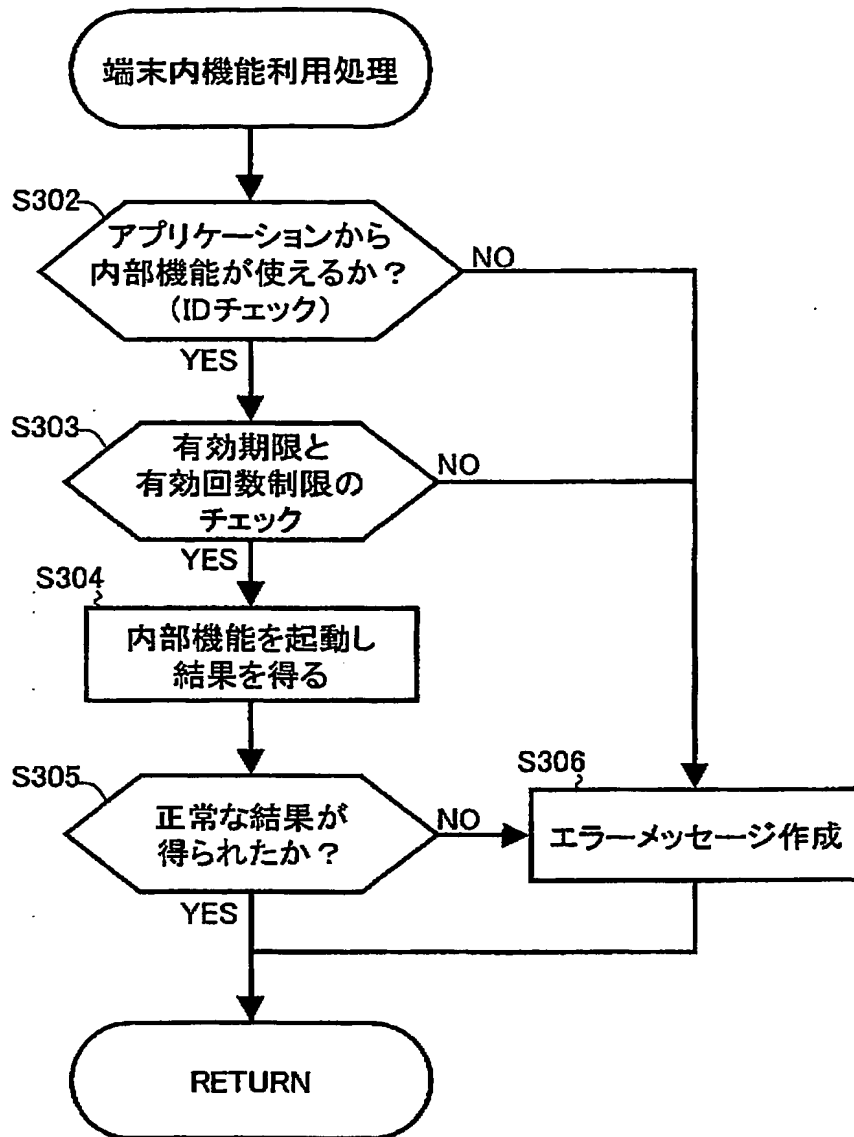 端末内機能利用処理
S302
アプリケーションから
内部機能が使えるか？
（IDチェック）
NO
YES
S303
有効期限と
有効回数制限の
チェック
NO
YES
S304
内部機能を起動し
結果を得る
S305
正常な結果が
得られたか？
NO
YES
S306
エラーメッセージ作成
RETURN